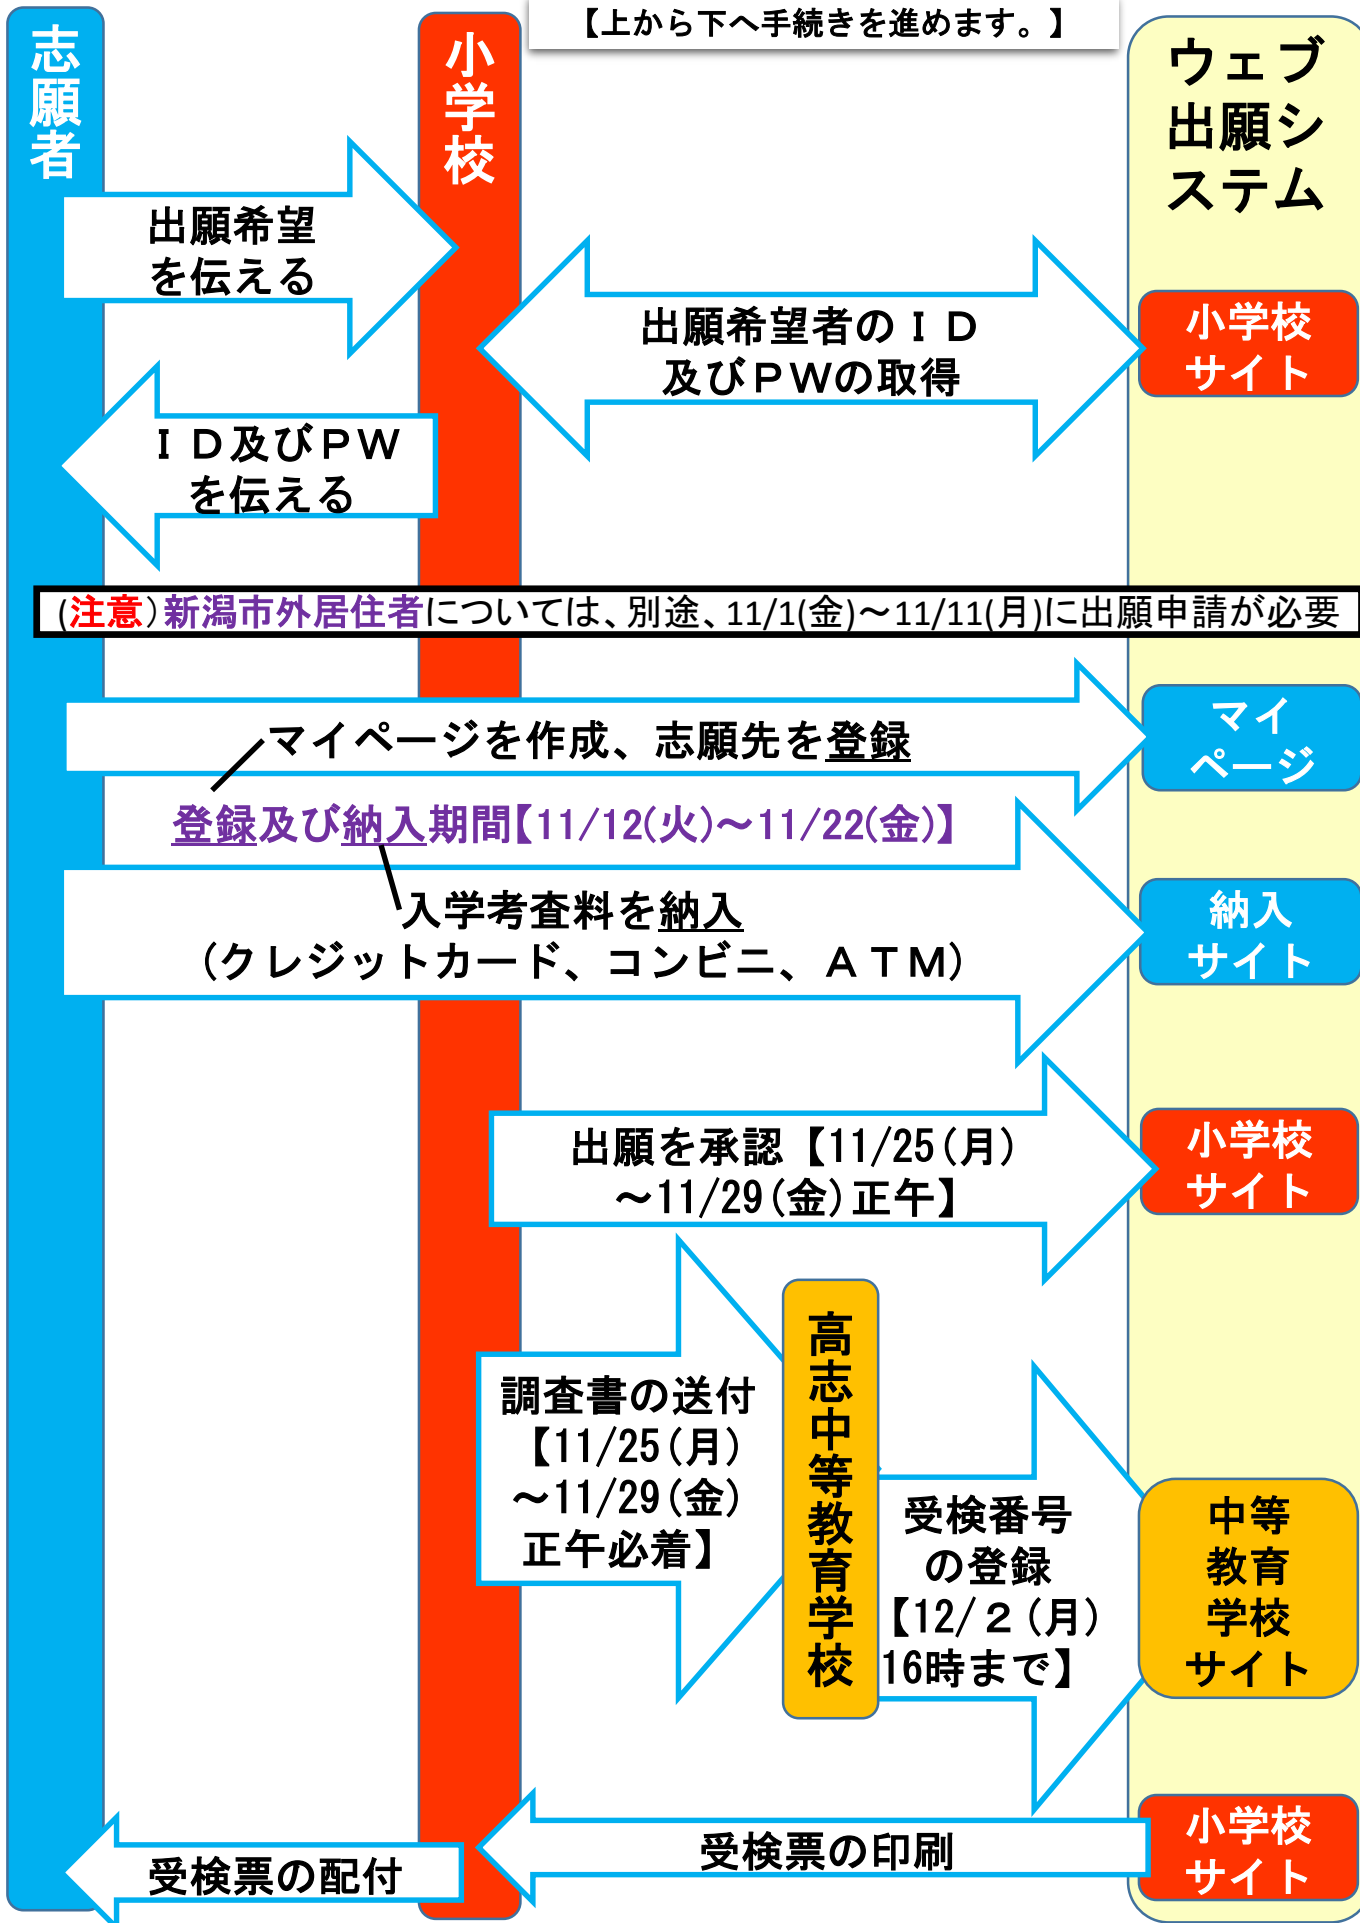 【上から下へ手続きを進めます。】
志願者
小学校
ウェブ
出願シ
ステム
出願希望
を伝える
出願希望者のＩＤ
及びＰＷの取得
小学校
サイト
ＩＤ及びＰＷ
を伝える
(注意)新潟市外居住者については、別途、11/1(金)～11/11(月)に出願申請が必要
マイページを作成、志願先を登録
マイ
ページ
登録及び納入期間【11/12(火)～11/22(金)】
入学考査料を納入
（クレジットカード、コンビニ、ＡＴＭ）
納入
サイト
出願を承認【11/25(月)
～11/29(金)正午】
小学校
サイト
調査書の送付
【11/25(月)
～11/29(金)
正午必着】
高志中等教育学校
受検番号
の登録
【12/２(月)
16時まで】
中等
教育
学校
サイト
受検票の印刷
小学校
サイト
受検票の配付